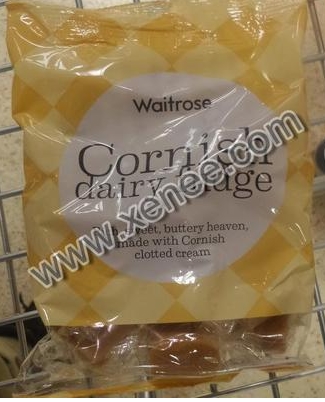 Waitrose
Cornish
dairy fudge
sweet, buttery heaven,
made with Cornish
clotted cream
www.xenee.com